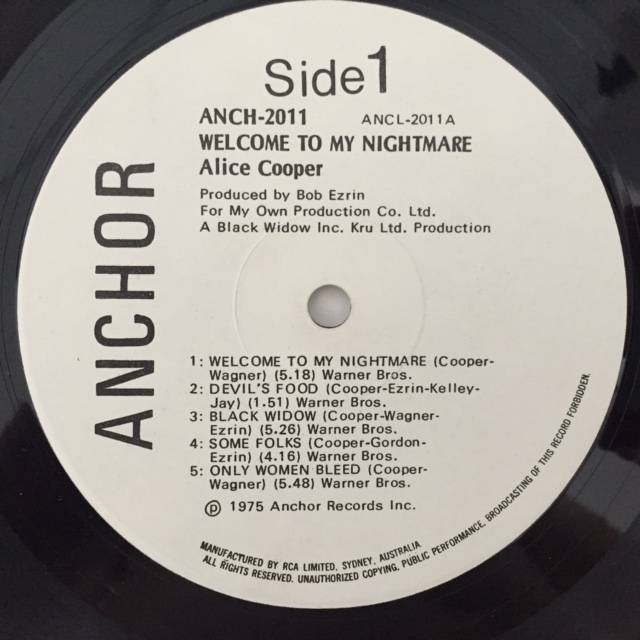 Side 1
ANCH-2011 ANCL-2011A
WELCOME TO MY NIGHTMARE
Alice Cooper
Produced by Bob Ezrin
For My Own Production Co. Ltd.
A Black Widow Inc. Kru Ltd. Production
ANCHOR
1: WELCOME TO MY NIGHTMARE (Cooper-
Wagner) (5.18) Warner Bros.
2: DEVIL'S FOOD (Cooper-Ezrin-Kelley-
Jay) (1.51) Warner Bros.
3: BLACK WIDOW (Cooper-Wagner-
Ezrin) (5.26) Warner Bros.
4: SOME FOLKS (Cooper-Gordon-
Ezrin) (4.16) Warner Bros.
5: ONLY WOMEN BLEED (Cooper-
Wagner) (5.48) Warner Bros.
℗ 1975 Anchor Records Inc.
MANUFACTURED BY RCA LIMITED, SYDNEY, AUSTRALIA
ALL RIGHTS RESERVED. UNAUTHORIZED COPYING, PUBLIC PERFORMANCE, BROADCASTING OF THIS RECORD FORBIDDEN.